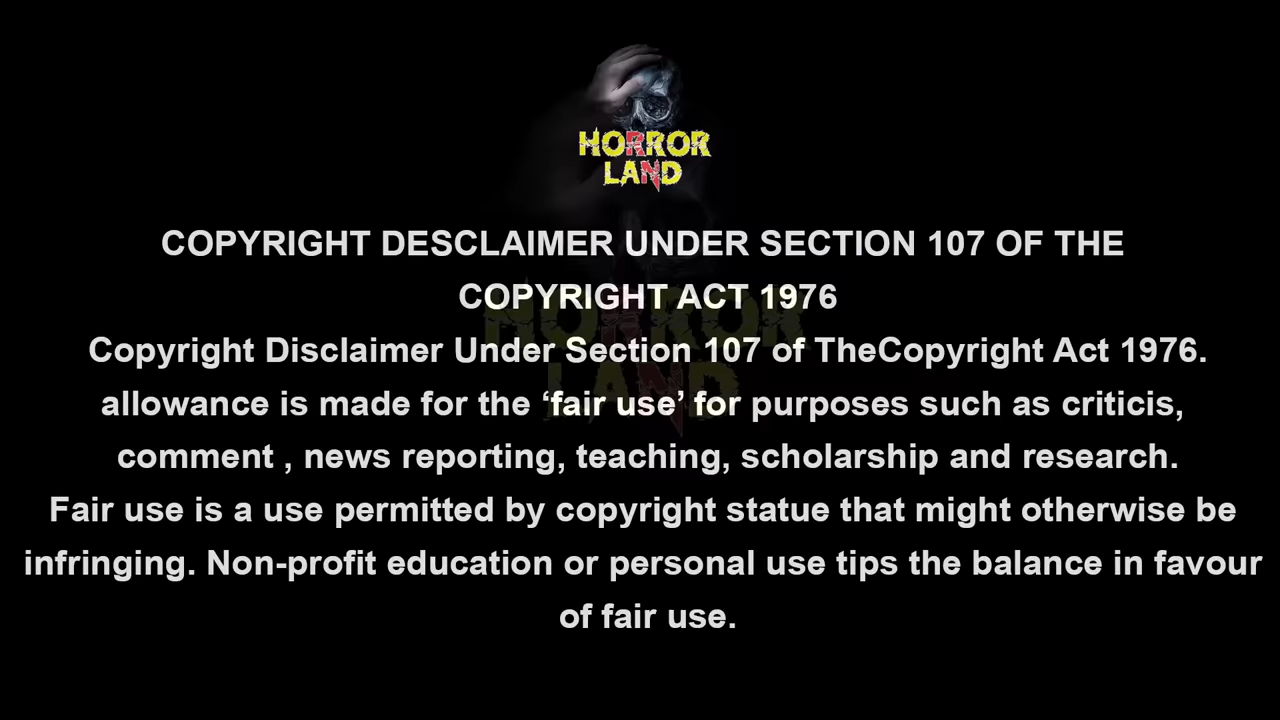 HORROR
LAND
COPYRIGHT DESCLAIMER UNDER SECTION 107 OF THE
COPYRIGHT ACT 1976
HORROR
LAND
Copyright Disclaimer Under Section 107 of TheCopyright Act 1976.
allowance is made for the ‘fair use’ for purposes such as criticis,
comment , news reporting, teaching, scholarship and research.
Fair use is a use permitted by copyright statue that might otherwise be
infringing. Non-profit education or personal use tips the balance in favour
of fair use.